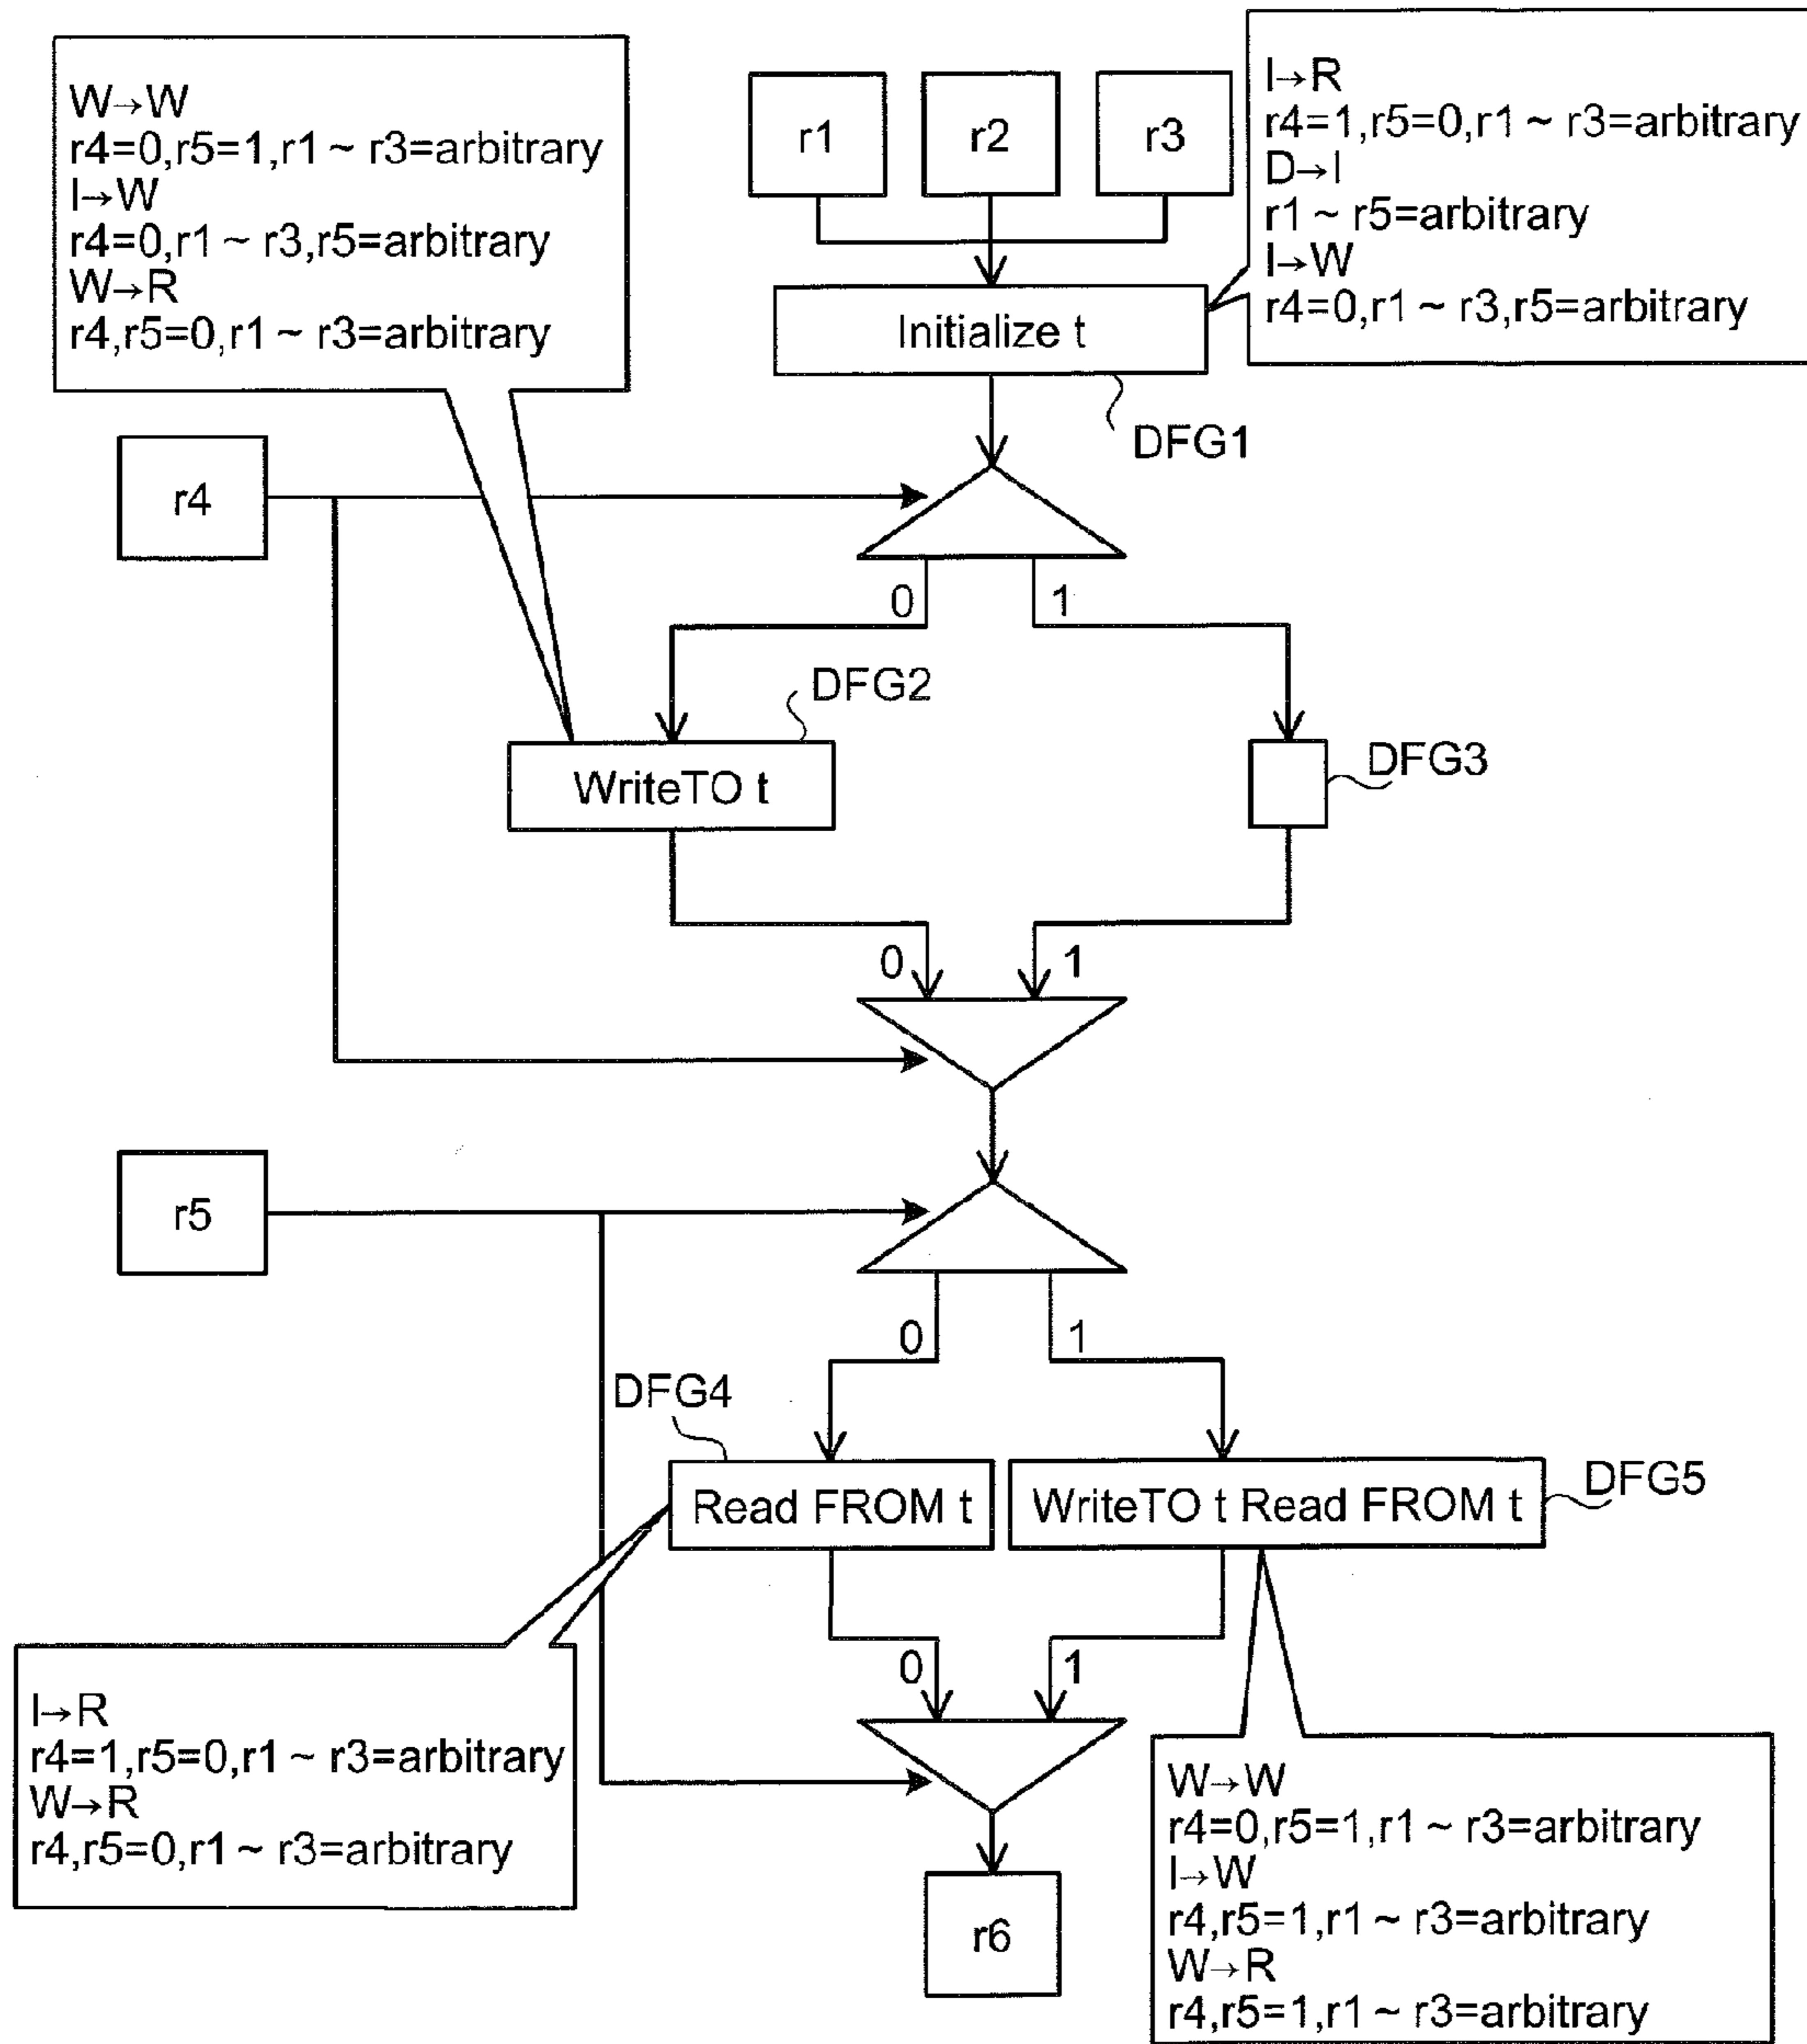 W→W
r4=0,r5=1,r1 ~ r3=arbitrary
I→W
r4=0,r1 ~ r3,r5=arbitrary
W→R
r4,r5=0,r1 ~ r3=arbitrary
r1
r2
r3
I→R
r4=1,r5=0,r1 ~ r3=arbitrary
D→I
r1 ~ r5=arbitrary
I→W
r4=0,r1 ~ r3,r5=arbitrary
Initialize t
DFG1
r4
0
1
DFG2
WriteTO t
DFG3
0
1
r5
0
1
DFG4
Read FROM t
WriteTO t Read FROM t
DFG5
0
1
I→R
r4=1,r5=0,r1 ~ r3=arbitrary
W→R
r4,r5=0,r1 ~ r3=arbitrary
r6
W→W
r4=0,r5=1,r1 ~ r3=arbitrary
I→W
r4,r5=1,r1 ~ r3=arbitrary
W→R
r4,r5=1,r1 ~ r3=arbitrary